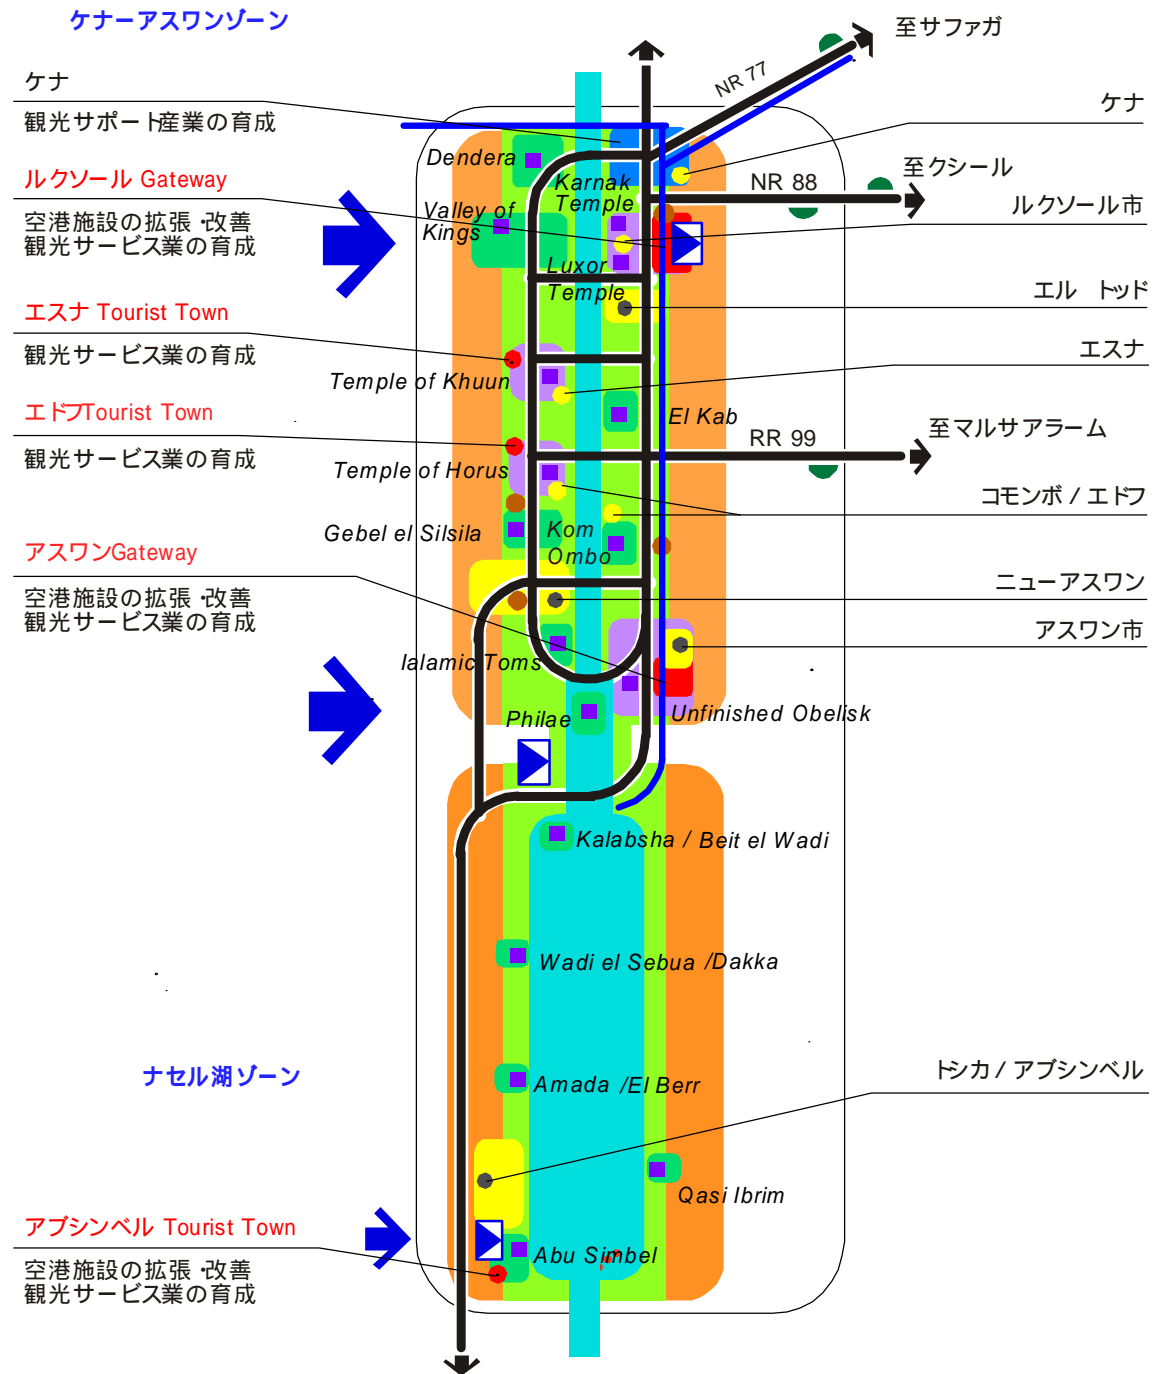 ケナーアスワンゾーン
至サファガ
NR 77
ケナ
観光サポート産業の育成
ケナ
Dendera
ルクソール Gateway
空港施設の拡張・改善
観光サービス業の育成
Karnak
Temple
NR 88
至クシール
ルクソール市
Valley of
Kings
Luxor
Temple
エル トッド
エスナ Tourist Town
観光サービス業の育成
エスナ
Temple of Khuun
El Kab
エドフTourist Town
観光サービス業の育成
RR 99
至マルサアラーム
Temple of Horus
コモンボ / エドフ
Gebel el Silsila
Kom
Ombo
アスワンGateway
空港施設の拡張・改善
観光サービス業の育成
ニューアスワン
アスワン市
Ialamic Toms
Philae
Unfinished Obelisk
Kalabsha / Beit el Wadi
Wadi el Sebua /Dakka
ナセル湖ゾーン
Amada /El Berr
トシカ / アブシンベル
Qasi Ibrim
アブシンベル Tourist Town
空港施設の拡張・改善
観光サービス業の育成
Abu Simbel